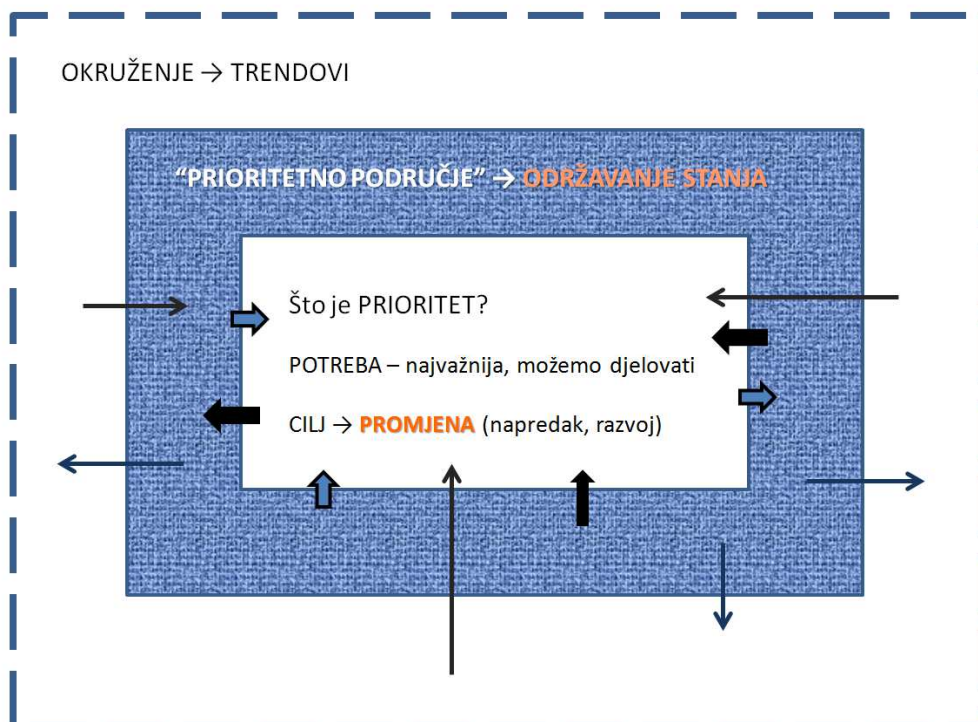 OKRUŽENJE → TRENDOVI
“PRIORITETNO PODRUČJE” → ODRŽAVANJE STANJA
Što je PRIORITET?
POTREBA – najvažnija, možemo djelovati
CILJ → PROMJENA (napredak, razvoj)